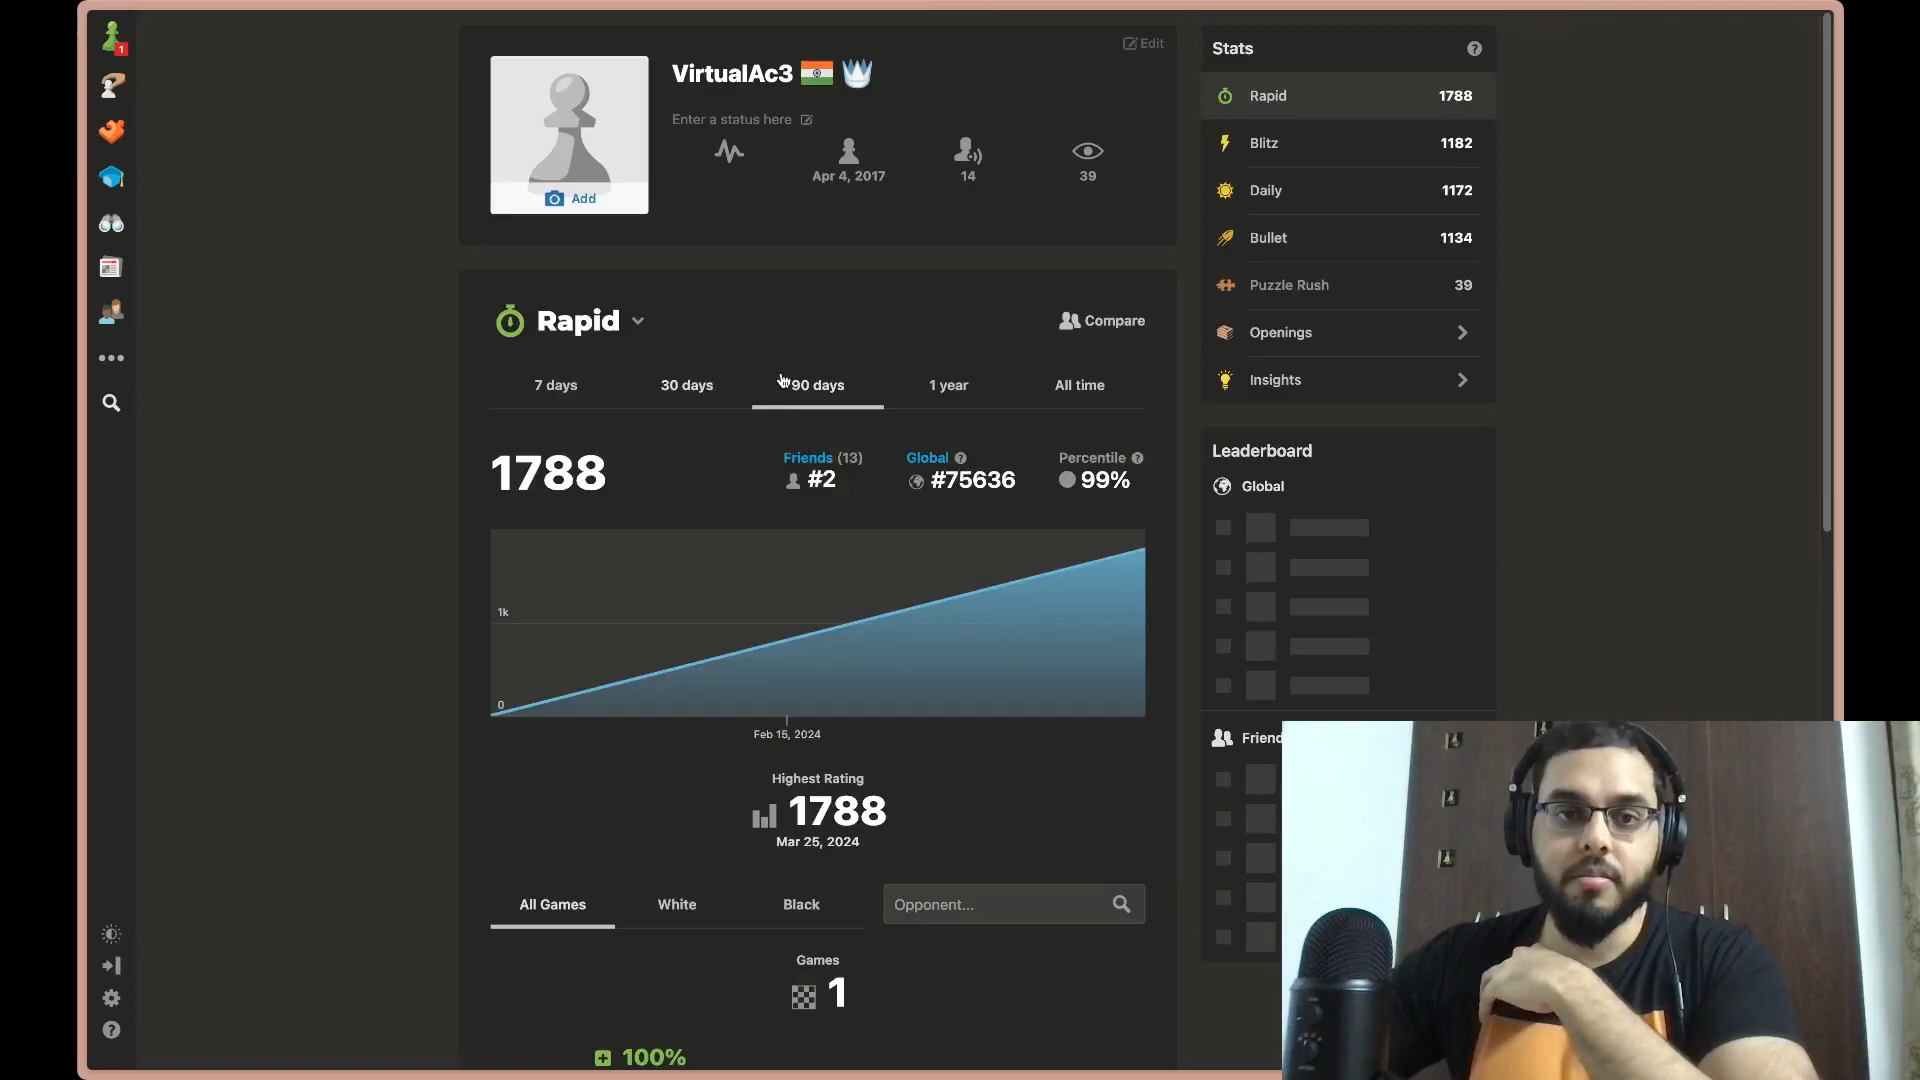 1
Edit
VirtualAc3
Enter a status here
Apr 4, 2017
14
39
Add
Rapid
Compare
7 days
30 days
90 days
1 year
All time
1788
Friends (13)
#2
Global
#75636
Percentile
99%
1k
0
Feb 15, 2024
Highest Rating
1788
Mar 25, 2024
All Games
White
Black
Opponent...
Games
1
100%
Stats
Rapid 1788
Blitz 1182
Daily 1172
Bullet 1134
Puzzle Rush 39
Openings
Insights
Leaderboard
Global
Friend